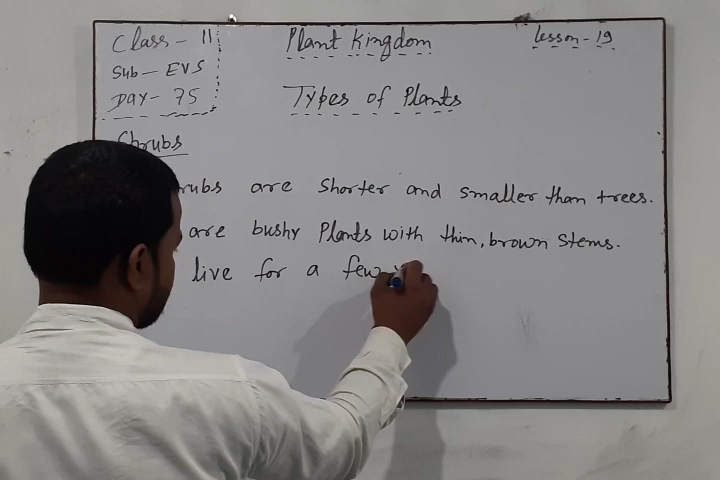 Class - II
Plant Kingdom
Lesson - 19
Sub - EVS
Day - 75
Types of Plants
Shrubs
rubs are shorter and smaller than trees.
are bushy Plants with thin, brown stems.
live for a few